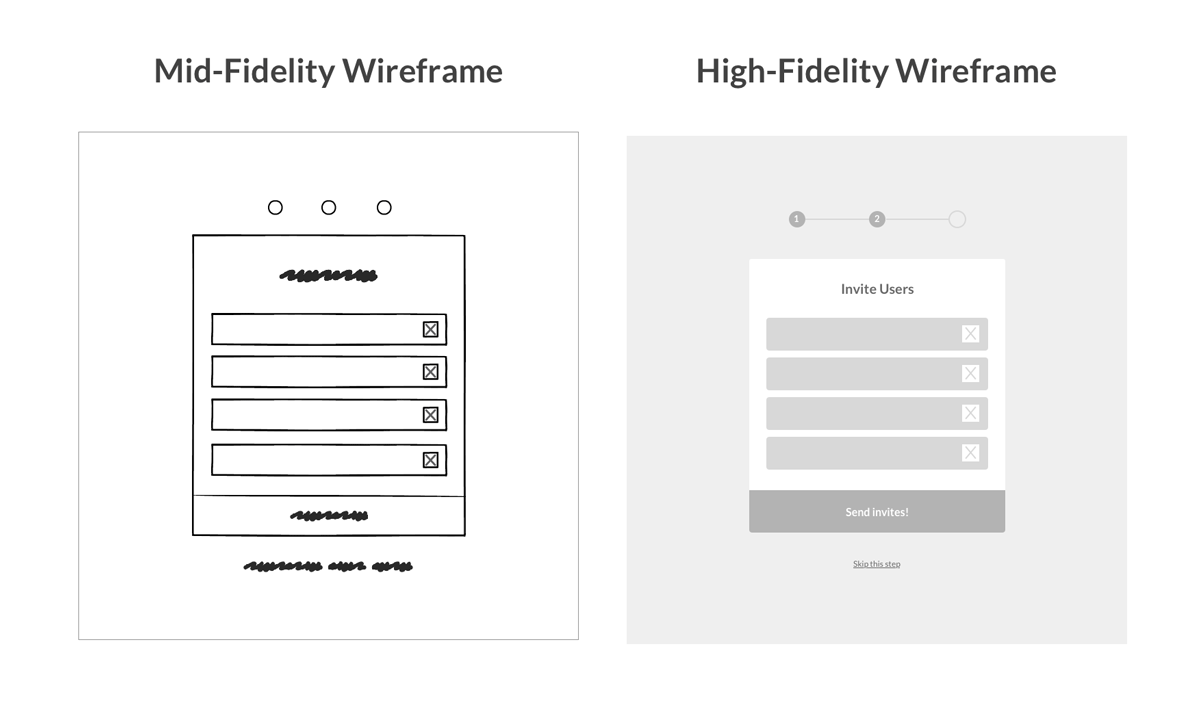 Mid-Fidelity Wireframe
High-Fidelity Wireframe
1 2
Invite Users
Send invites!
Skip this step